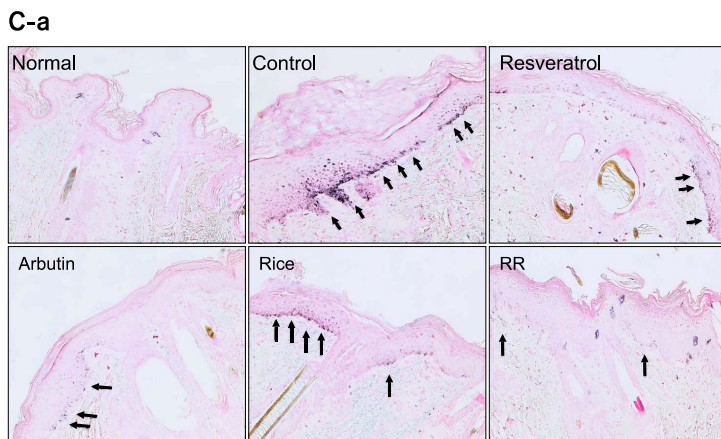 C-a
Normal
Control
Resveratrol
Arbutin
Rice
RR